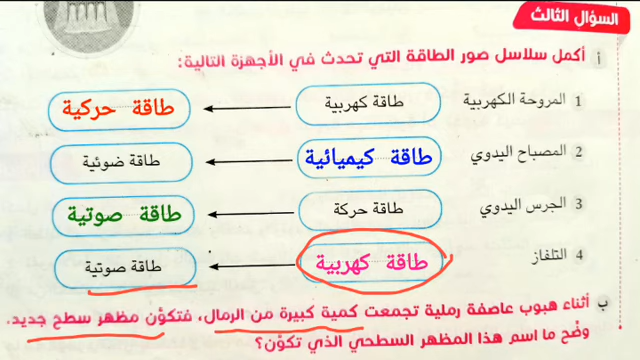 السؤال الثالث
أ أكمل سلاسل صور الطاقة التي تحدث في الأجهزة التالية:
1 المروحة الكهربية طاقة كهربية طاقة حركية
2 المصباح اليدوي طاقة كيميائية طاقة ضوئية
3 الجرس اليدوي طاقة حركة طاقة صوتية
4 التلفاز طاقة كهربية طاقة صوتية
ب أثناء هبوب عاصفة رملية تجمعت كمية كبيرة من الرمال، فتكوَّن مظهر سطح جديد.
وضِّح ما اسم هذا المظهر السطحي الذي تكوَّن؟